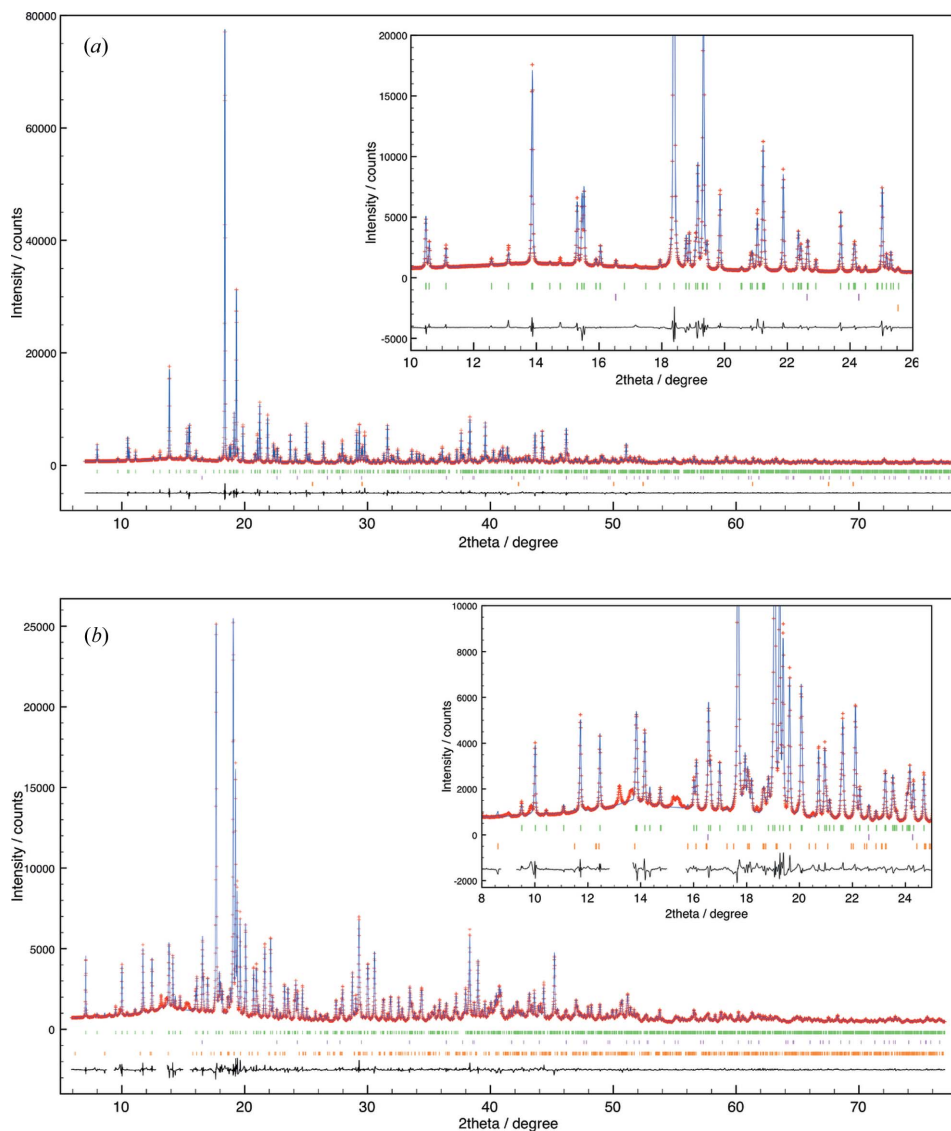 (a)
80000
60000
40000
20000
0
Intensity / counts
10 20 30 40 50 60 70
2theta / degree
20000
15000
10000
5000
0
-5000
Intensity / counts
10 12 14 16 18 20 22 24 26
2theta / degree
(b)
25000
20000
15000
10000
5000
0
Intensity / counts
10 20 30 40 50 60 70
2theta / degree
10000
8000
6000
4000
2000
0
-2000
Intensity / counts
8 10 12 14 16 18 20 22 24
2theta / degree